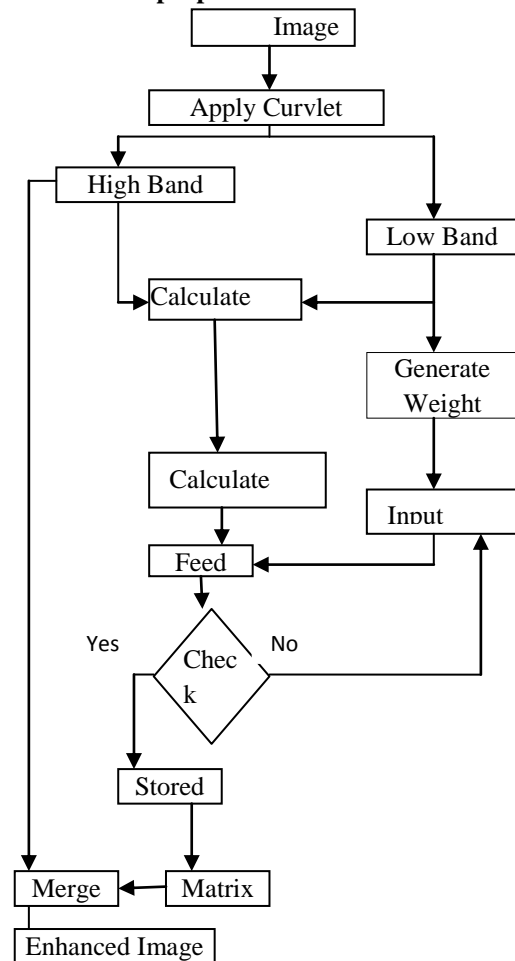 Image
Apply Curvlet
High Band
Low Band
Calculate
Generate
Weight
Calculate
Input
Feed
Yes
No
Chec
k
Stored
Merge
Matrix
Enhanced Image